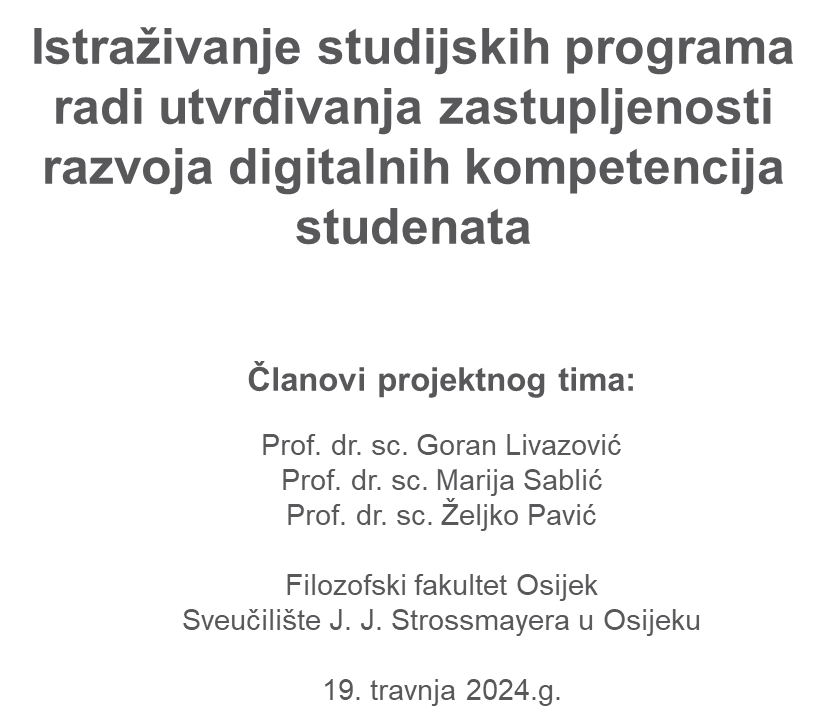 Istraživanje studijskih programa
radi utvrđivanja zastupljenosti
razvoja digitalnih kompetencija
studenata
Članovi projektnog tima:
Prof. dr. sc. Goran Livazović
Prof. dr. sc. Marija Sablić
Prof. dr. sc. Željko Pavić
Filozofski fakultet Osijek
Sveučilište J. J. Strossmayera u Osijeku
19. travnja 2024.g.